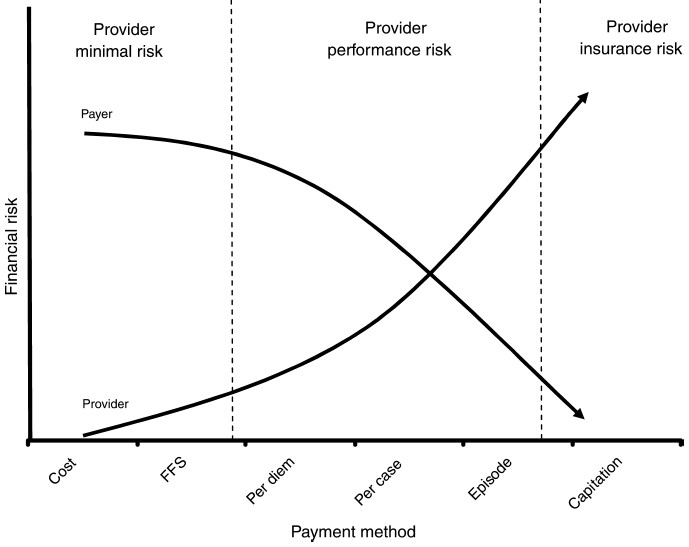 Provider
minimal risk
Provider
performance risk
Provider
insurance risk
Payer
Financial risk
Provider
Cost
FFS
Per diem
Per case
Episode
Capitation
Payment method